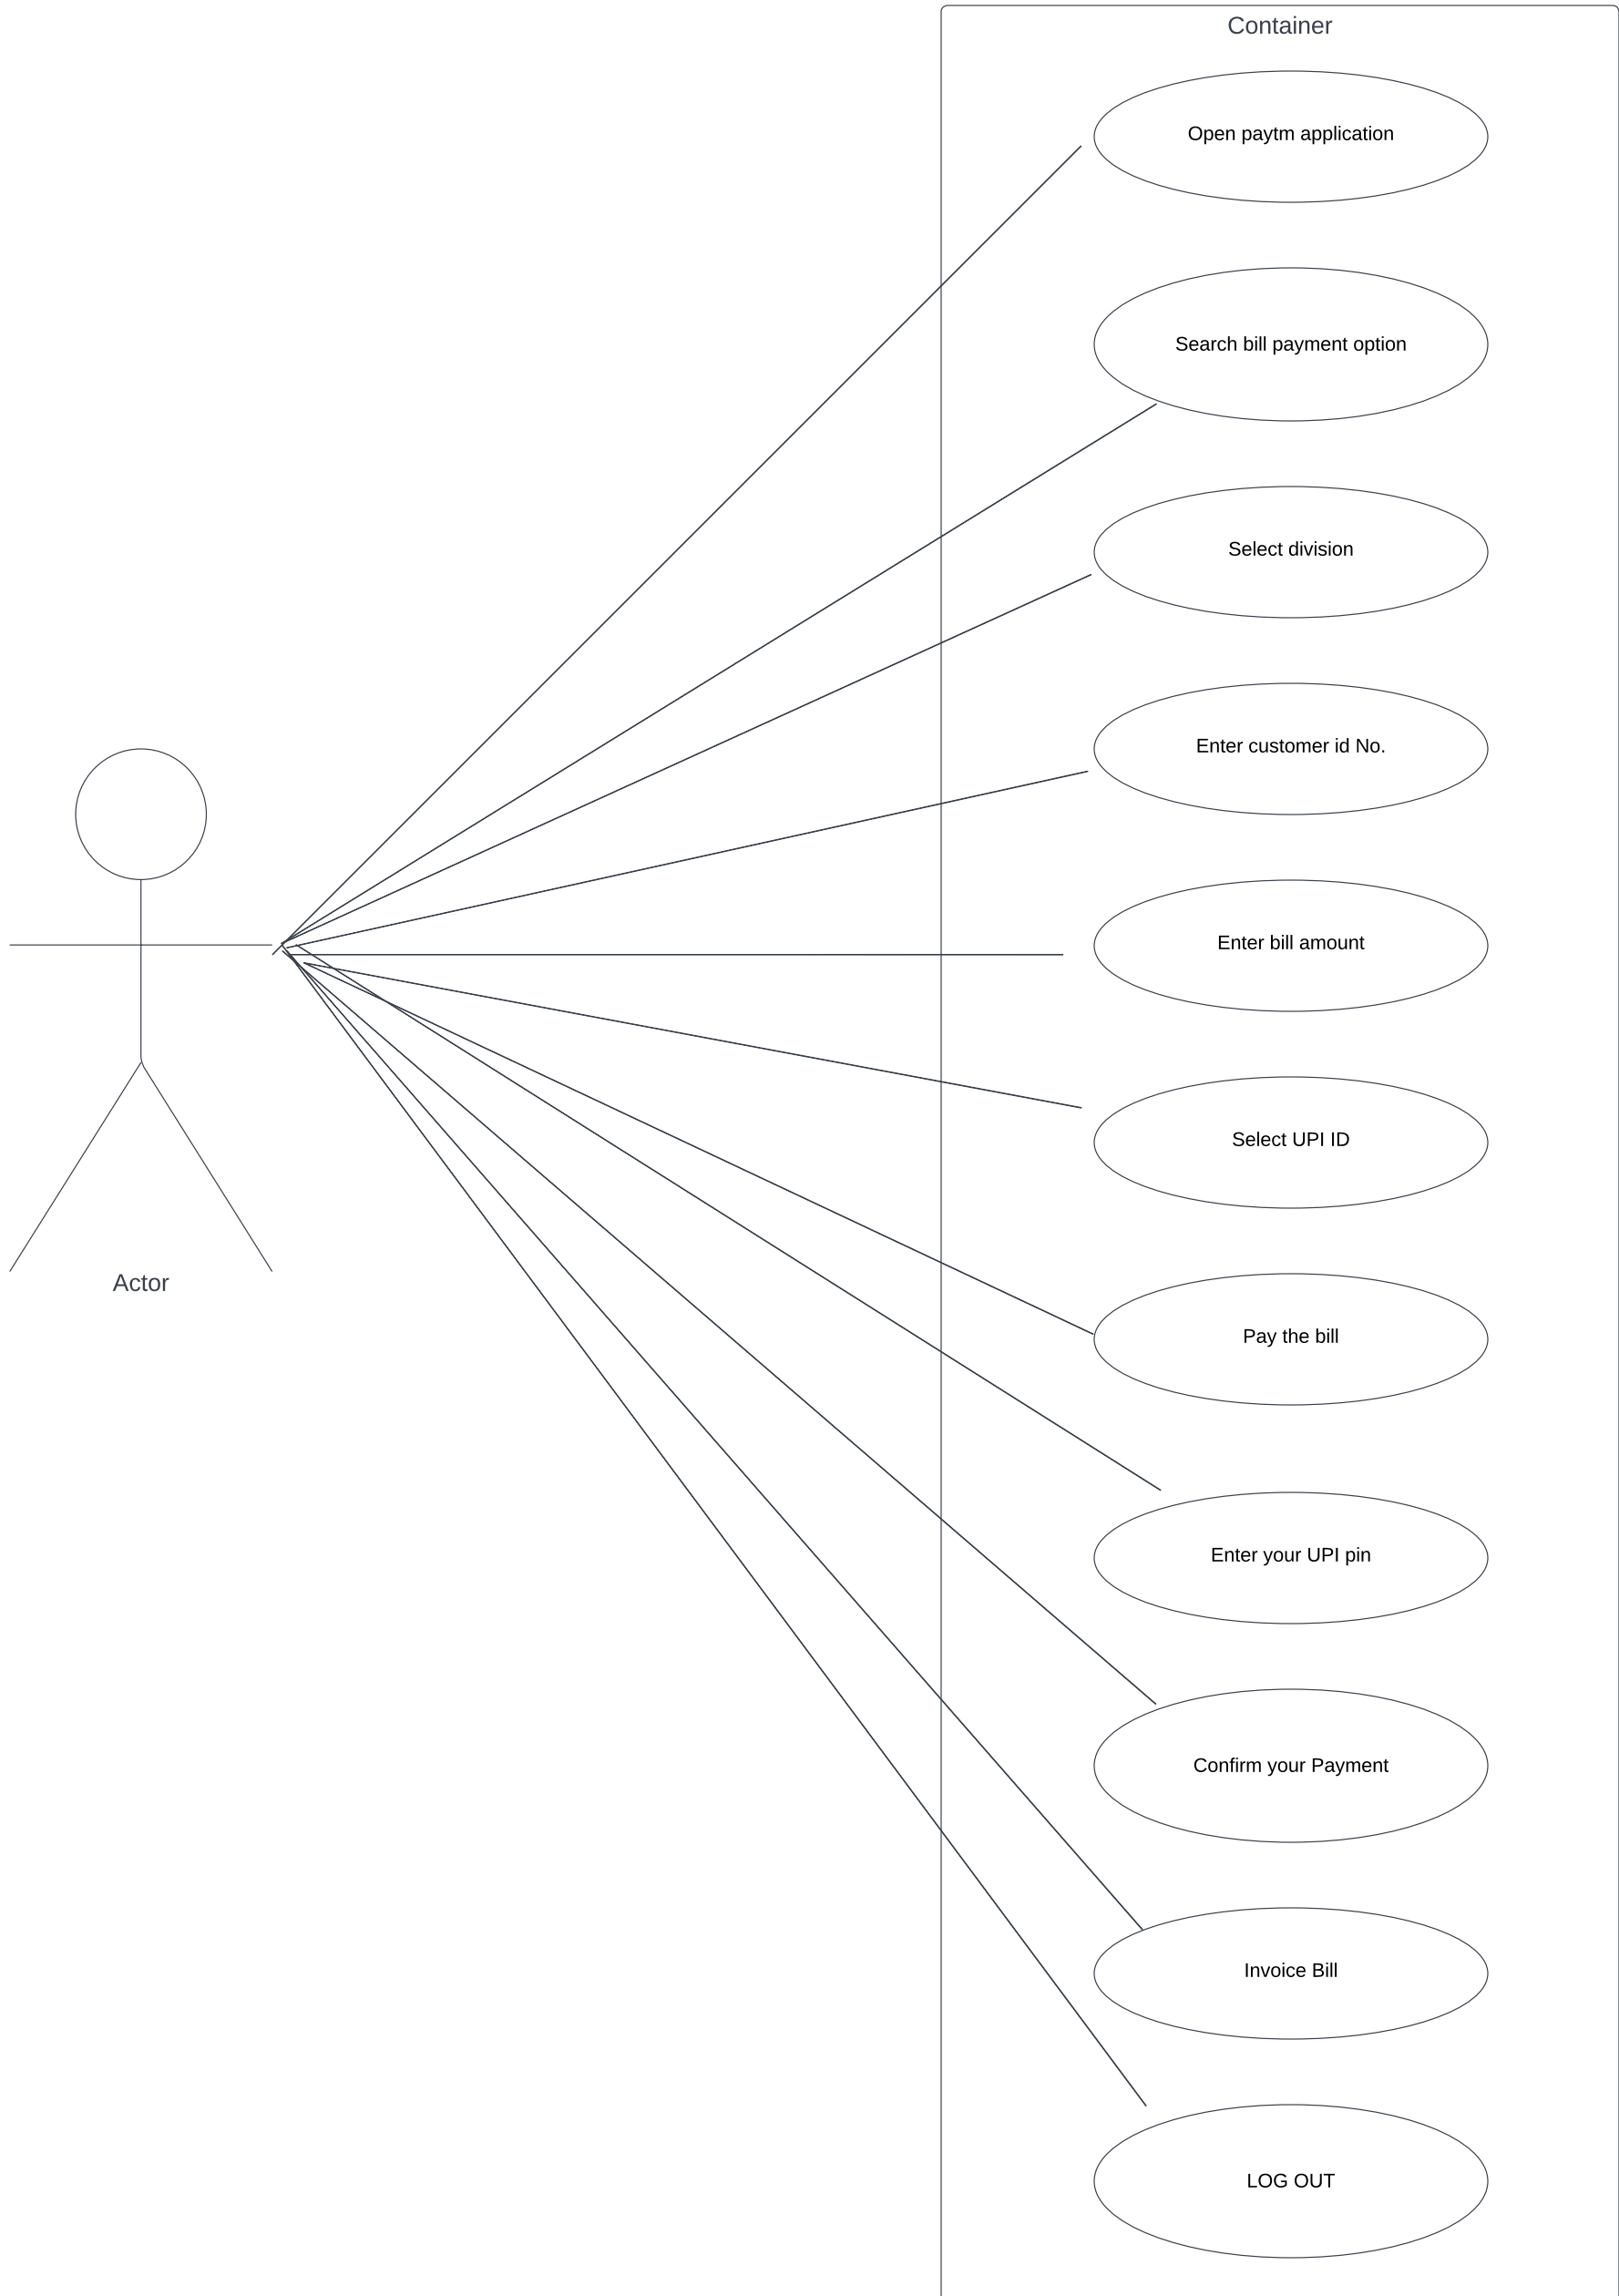 Container
Open paytm application
Search bill payment option
Select division
Enter customer id No.
Enter bill amount
Select UPI ID
Pay the bill
Actor
Enter your UPI pin
Confirm your Payment
Invoice Bill
LOG OUT